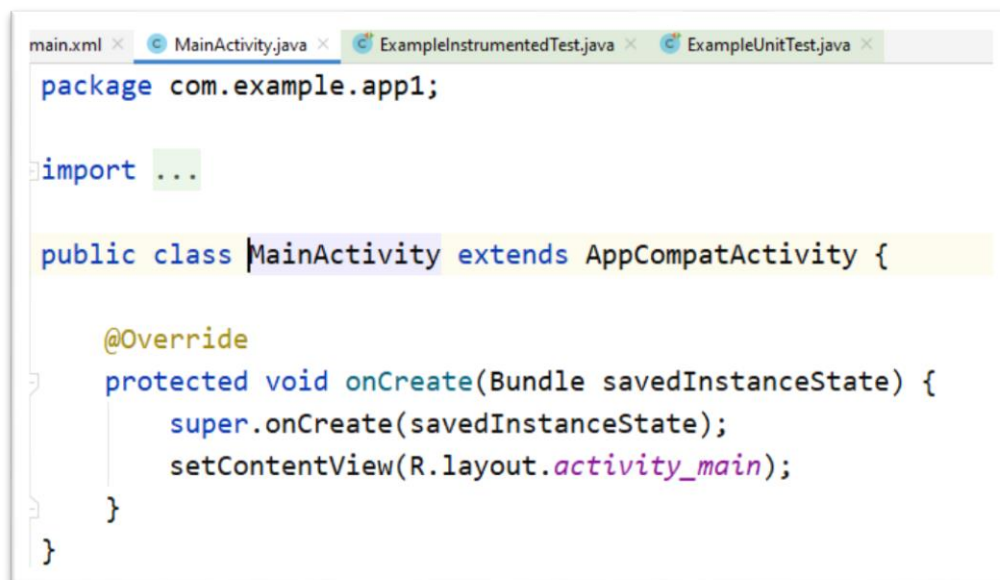 main.xml MainActivity.java ExampleInstrumentedTest.java ExampleUnitTest.java
package com.example.app1;
import ...
public class MainActivity extends AppCompatActivity {
@Override
protected void onCreate(Bundle savedInstanceState) {
super.onCreate(savedInstanceState);
setContentView(R.layout.activity_main);
}
}